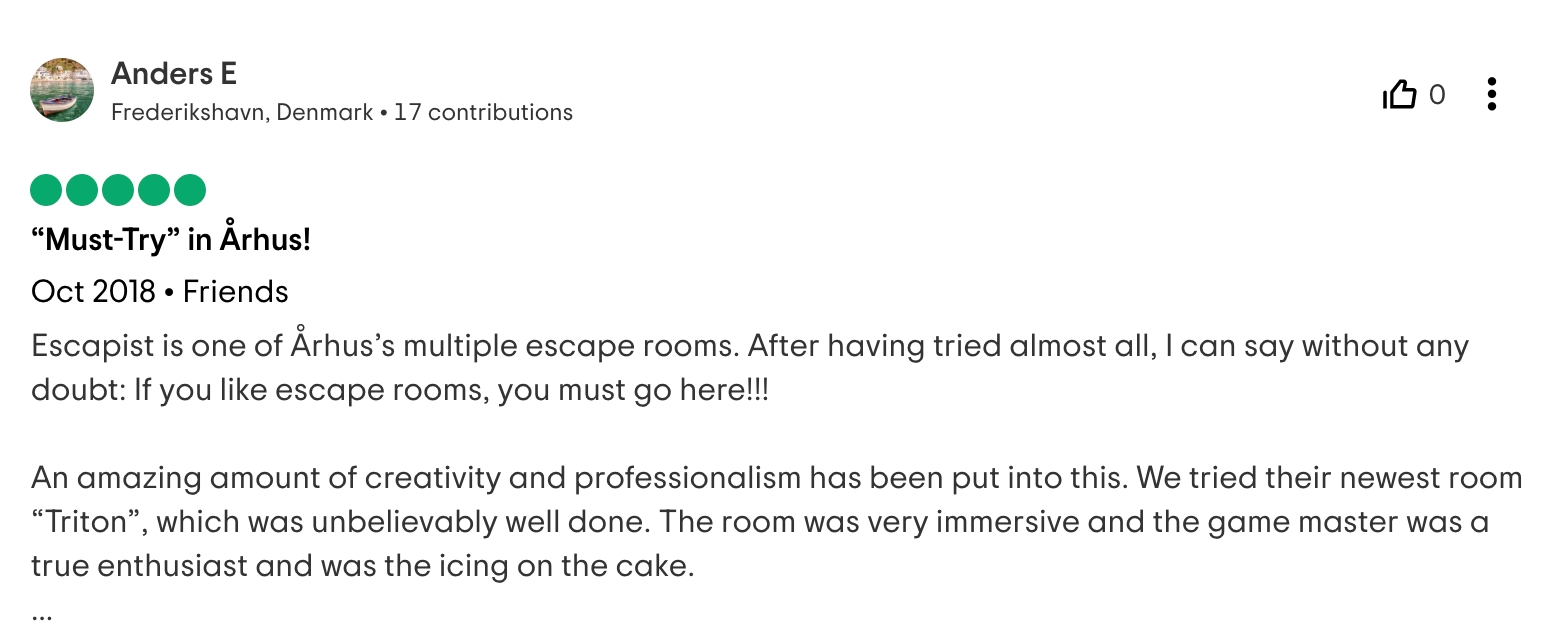 Anders E
Frederikshavn, Denmark • 17 contributions
0
“Must-Try” in Århus!
Oct 2018 • Friends
Escapist is one of Århus’s multiple escape rooms. After having tried almost all, I can say without any
doubt: If you like escape rooms, you must go here!!!
An amazing amount of creativity and professionalism has been put into this. We tried their newest room
“Triton”, which was unbelievably well done. The room was very immersive and the game master was a
true enthusiast and was the icing on the cake.
...